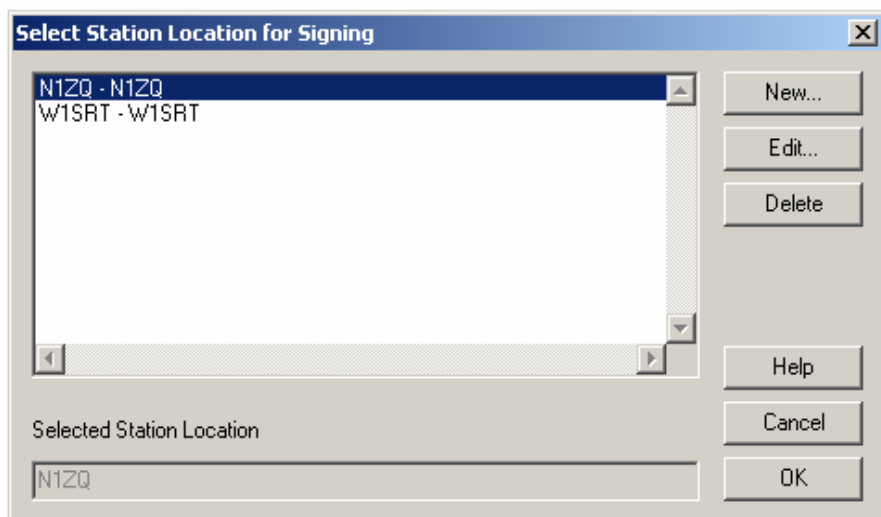 Select Station Location for Signing
N1ZQ - N1ZQ
W1SRT - W1SRT
New...
Edit...
Delete
Help
Cancel
OK
Selected Station Location
N1ZQ